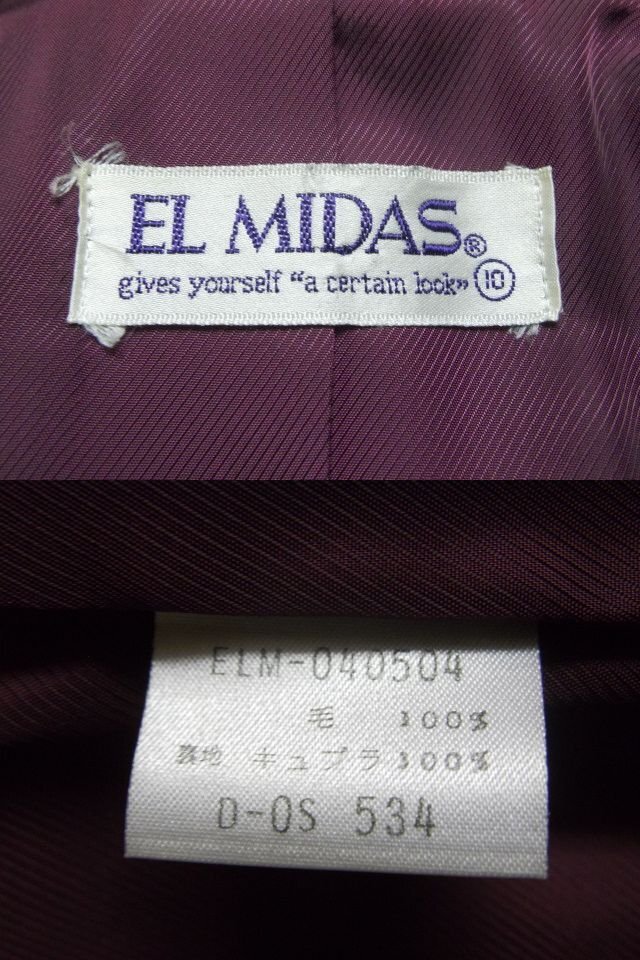 EL MIDAS®
gives yourself "a certain look" 10
ELM-040504
毛 100%
裏地 キュプラ 100%
D-OS 534